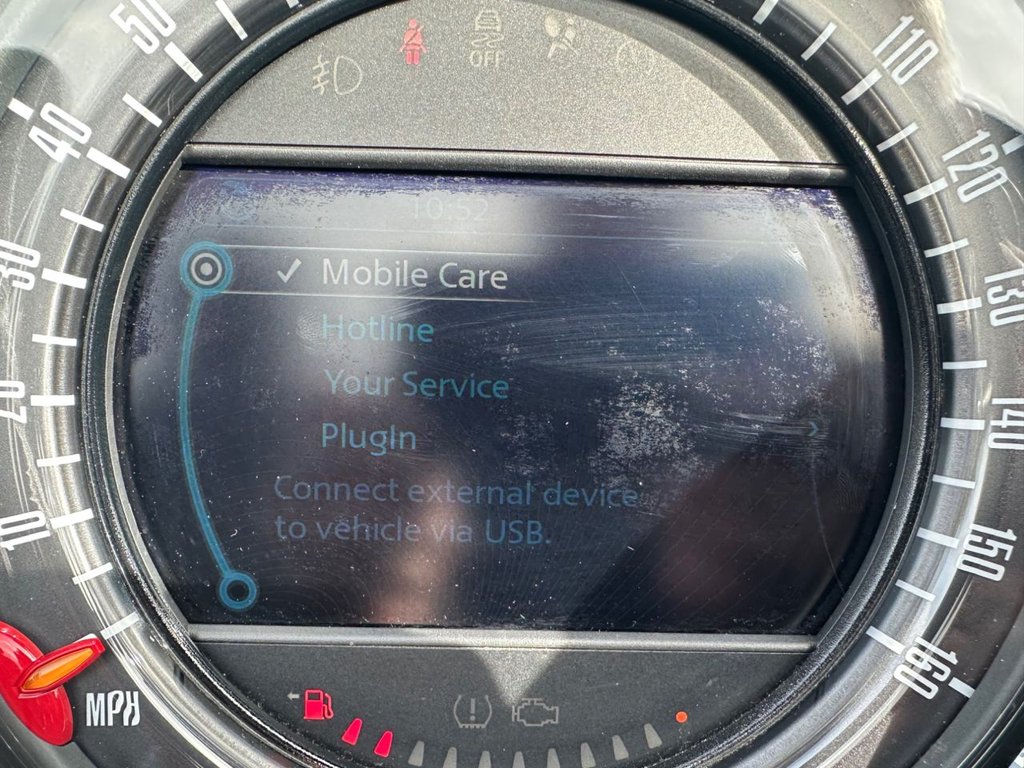 OFF
10:52
Mobile Care
Hotline
Your Service
PlugIn
Connect external device
to vehicle via USB.
10
20
30
40
50
110
120
130
140
150
160
MPH